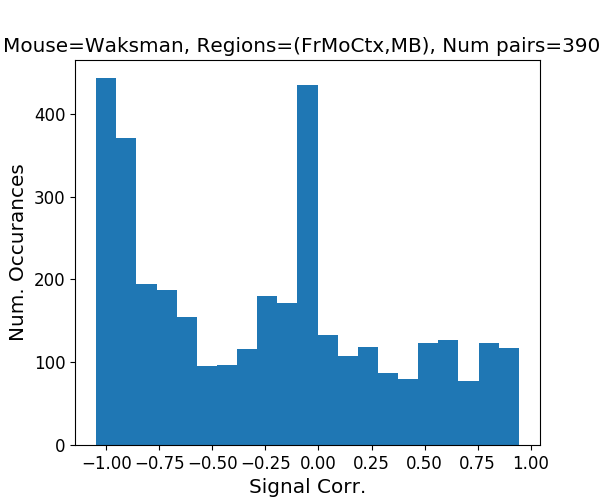 Mouse=Waksman, Regions=(FrMoCtx,MB), Num pairs=390
400
300
200
100
0
Num. Occurances
−1.00 −0.75 −0.50 −0.25 0.00 0.25 0.50 0.75 1.00
Signal Corr.